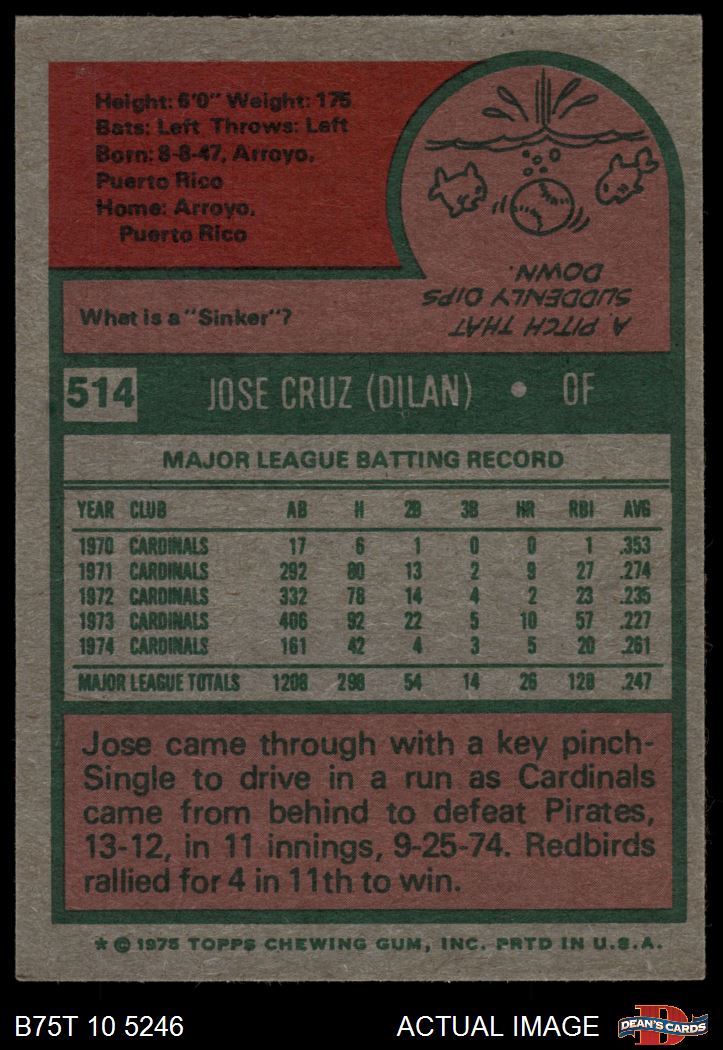 Height: 6'0" Weight: 175
Bats: Left Throws: Left
Born: 8-8-47, Arroyo,
Puerto Rico
Home: Arroyo,
Puerto Rico
What is a "Sinker"?
A PITCH THAT
SUDDENLY DIPS
DOWN.
514 JOSE CRUZ (DILAN) • OF
MAJOR LEAGUE BATTING RECORD
YEAR CLUB AB H 2B 3B HR RBI AVG
1970 CARDINALS 17 6 1 0 0 1 .353
1971 CARDINALS 292 80 13 2 9 27 .274
1972 CARDINALS 332 78 14 4 2 23 .235
1973 CARDINALS 406 92 22 5 10 57 .227
1974 CARDINALS 161 42 4 3 5 20 .261
MAJOR LEAGUE TOTALS 1208 298 54 14 26 128 .247
Jose came through with a key pinch-
Single to drive in a run as Cardinals
came from behind to defeat Pirates,
13-12, in 11 innings, 9-25-74. Redbirds
rallied for 4 in 11th to win.
* © 1975 TOPPS CHEWING GUM, INC. PRTD IN U.S.A.
B75T 10 5246 ACTUAL IMAGE
DEAN'S CARDS